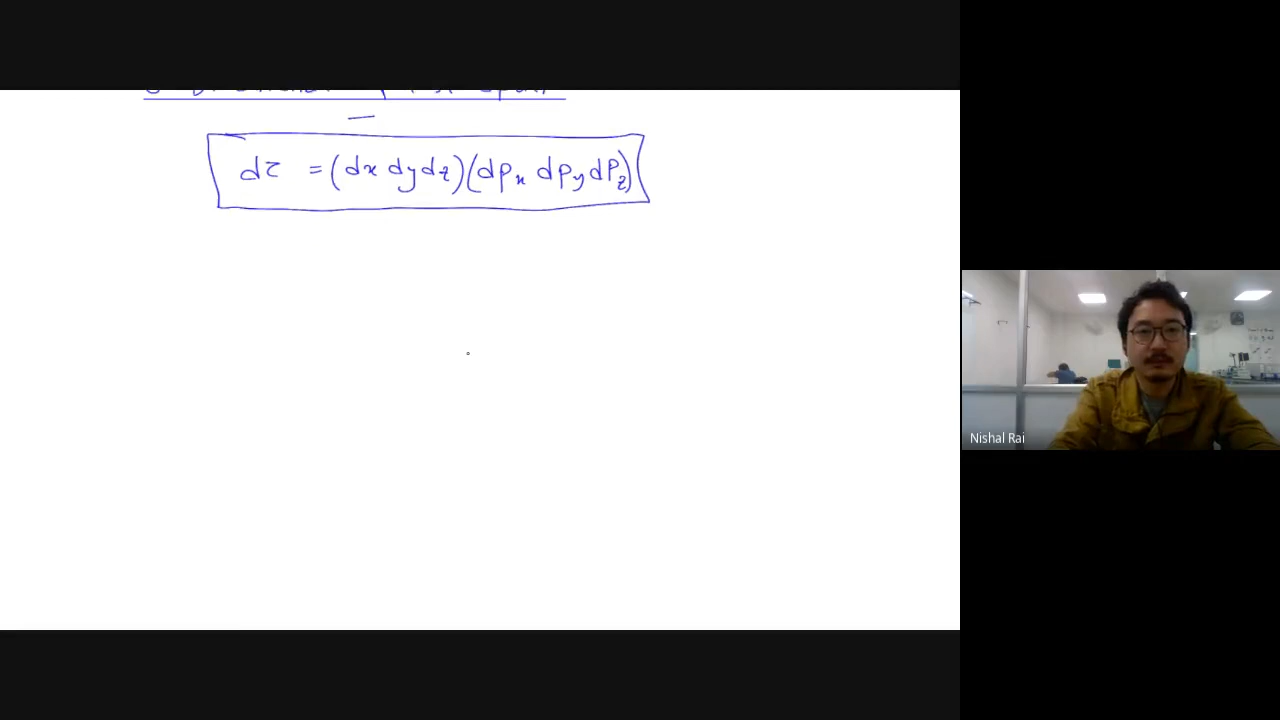 dτ = (dx dy dz)(dpx dpy dpz)
Nishal Rai